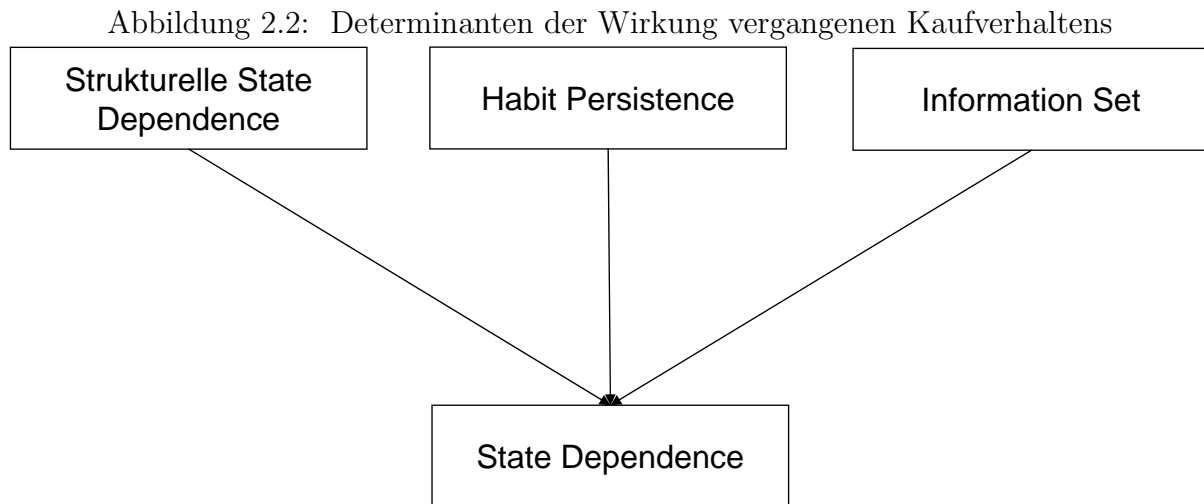 Abbildung 2.2: Determinanten der Wirkung vergangenen Kaufverhaltens
Strukturelle State
Dependence
Habit Persistence
Information Set
State Dependence